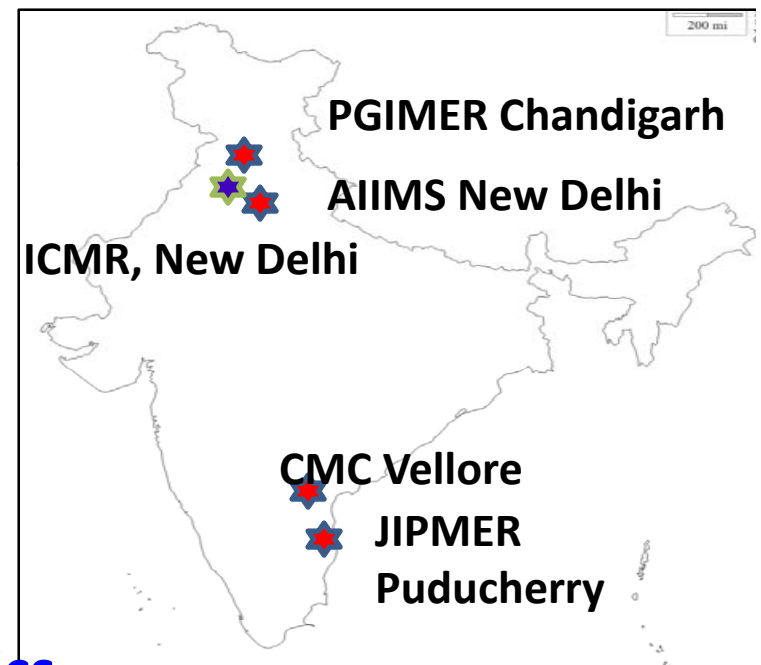 200 mi
PGIMER Chandigarh
AIIMS New Delhi
ICMR, New Delhi
CMC Vellore
JIPMER
Puducherry